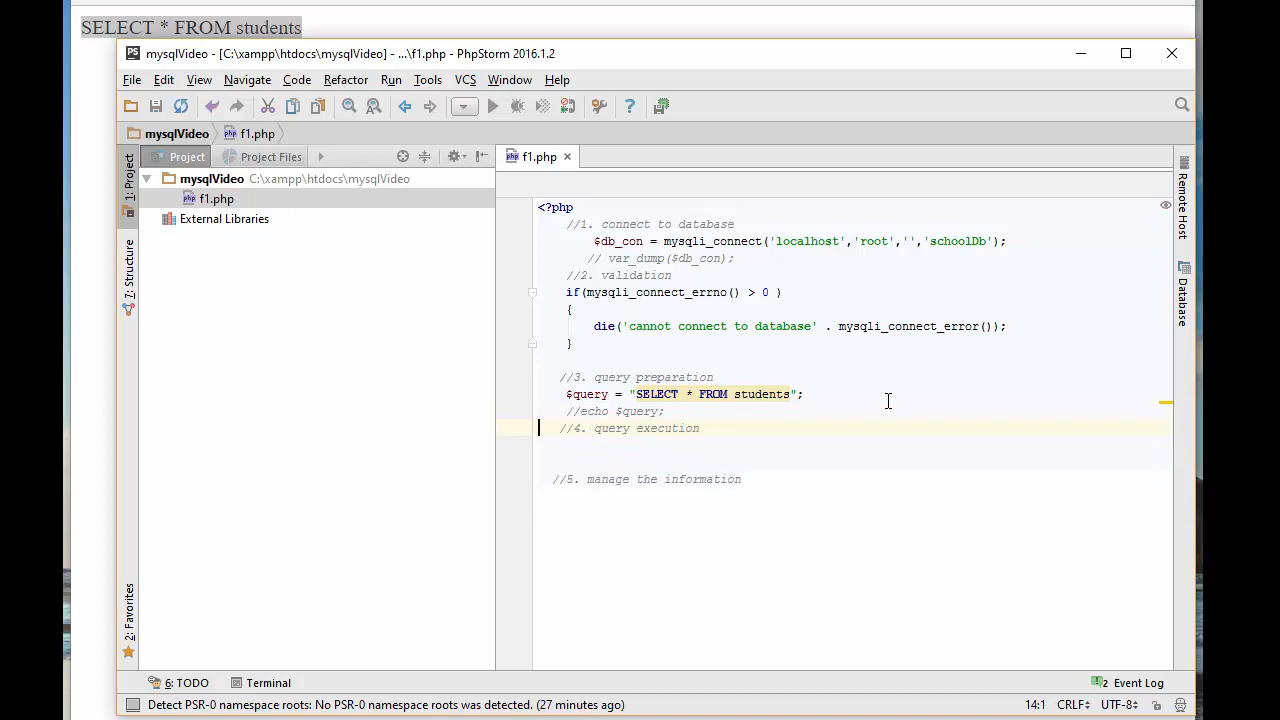 SELECT * FROM students
PS mysqlVideo - [C:\xampp\htdocs\mysqlVideo] - ...\f1.php - PhpStorm 2016.1.2
File Edit View Navigate Code Refactor Run Tools VCS Window Help
mysqlVideo php f1.php
1: Project
Project Project Files
php f1.php
mysqlVideo C:\xampp\htdocs\mysqlVideo
php f1.php
External Libraries
7: Structure
2: Favorites
<?php
//1. connect to database
$db_con = mysqli_connect('localhost','root','','schoolDb');
// var_dump($db_con);
//2. validation
if(mysqli_connect_errno() > 0 )
{
die('cannot connect to database' . mysqli_connect_error());
}
//3. query preparation
$query = "SELECT * FROM students";
//echo $query;
//4. query execution
//5. manage the information
Remote Host
Database
6: TODO Terminal 2 Event Log
Detect PSR-0 namespace roots: No PSR-0 namespace was detected. (27 minutes ago) 14:1 CRLF UTF-8